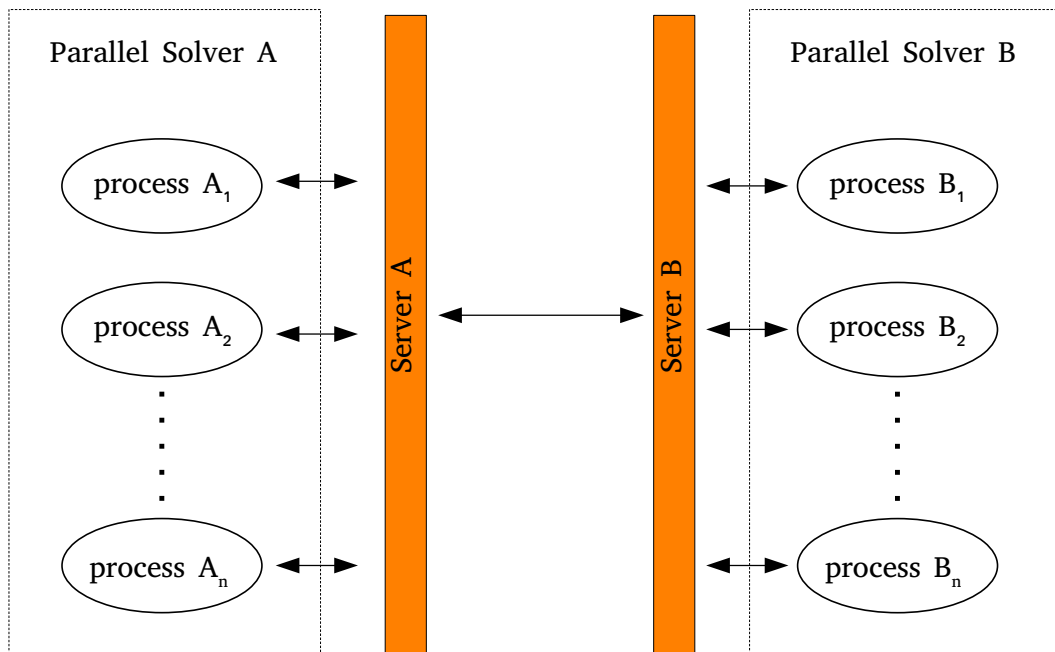 Parallel Solver A
process A₁
process A₂
process Aₙ
Server A
Server B
Parallel Solver B
process B₁
process B₂
process Bₙ